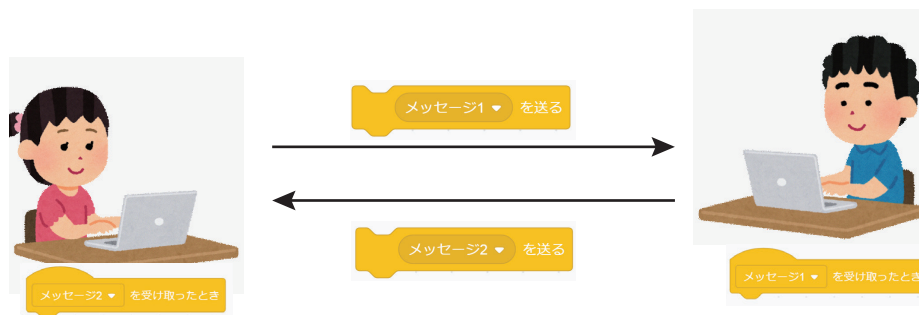 メッセージ1 を送る
メッセージ2 を送る
メッセージ2 を受け取ったとき
メッセージ1 を受け取ったとき